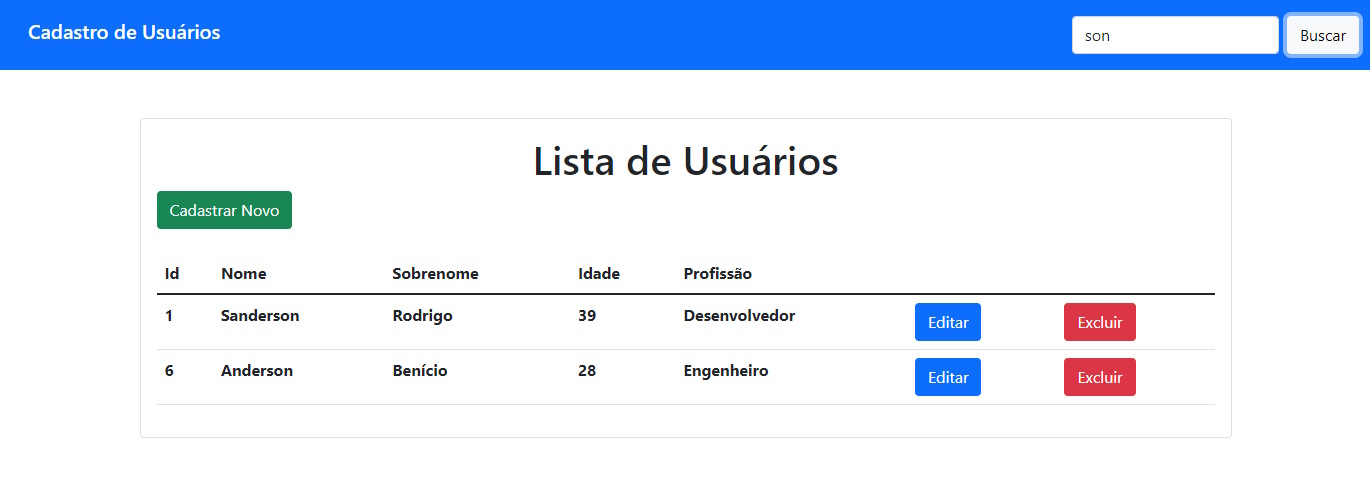 Cadastro de Usuários son Buscar
Lista de Usuários
Cadastrar Novo
Id Nome Sobrenome Idade Profissão
1 Sanderson Rodrigo 39 Desenvolvedor Editar Excluir
6 Anderson Benício 28 Engenheiro Editar Excluir